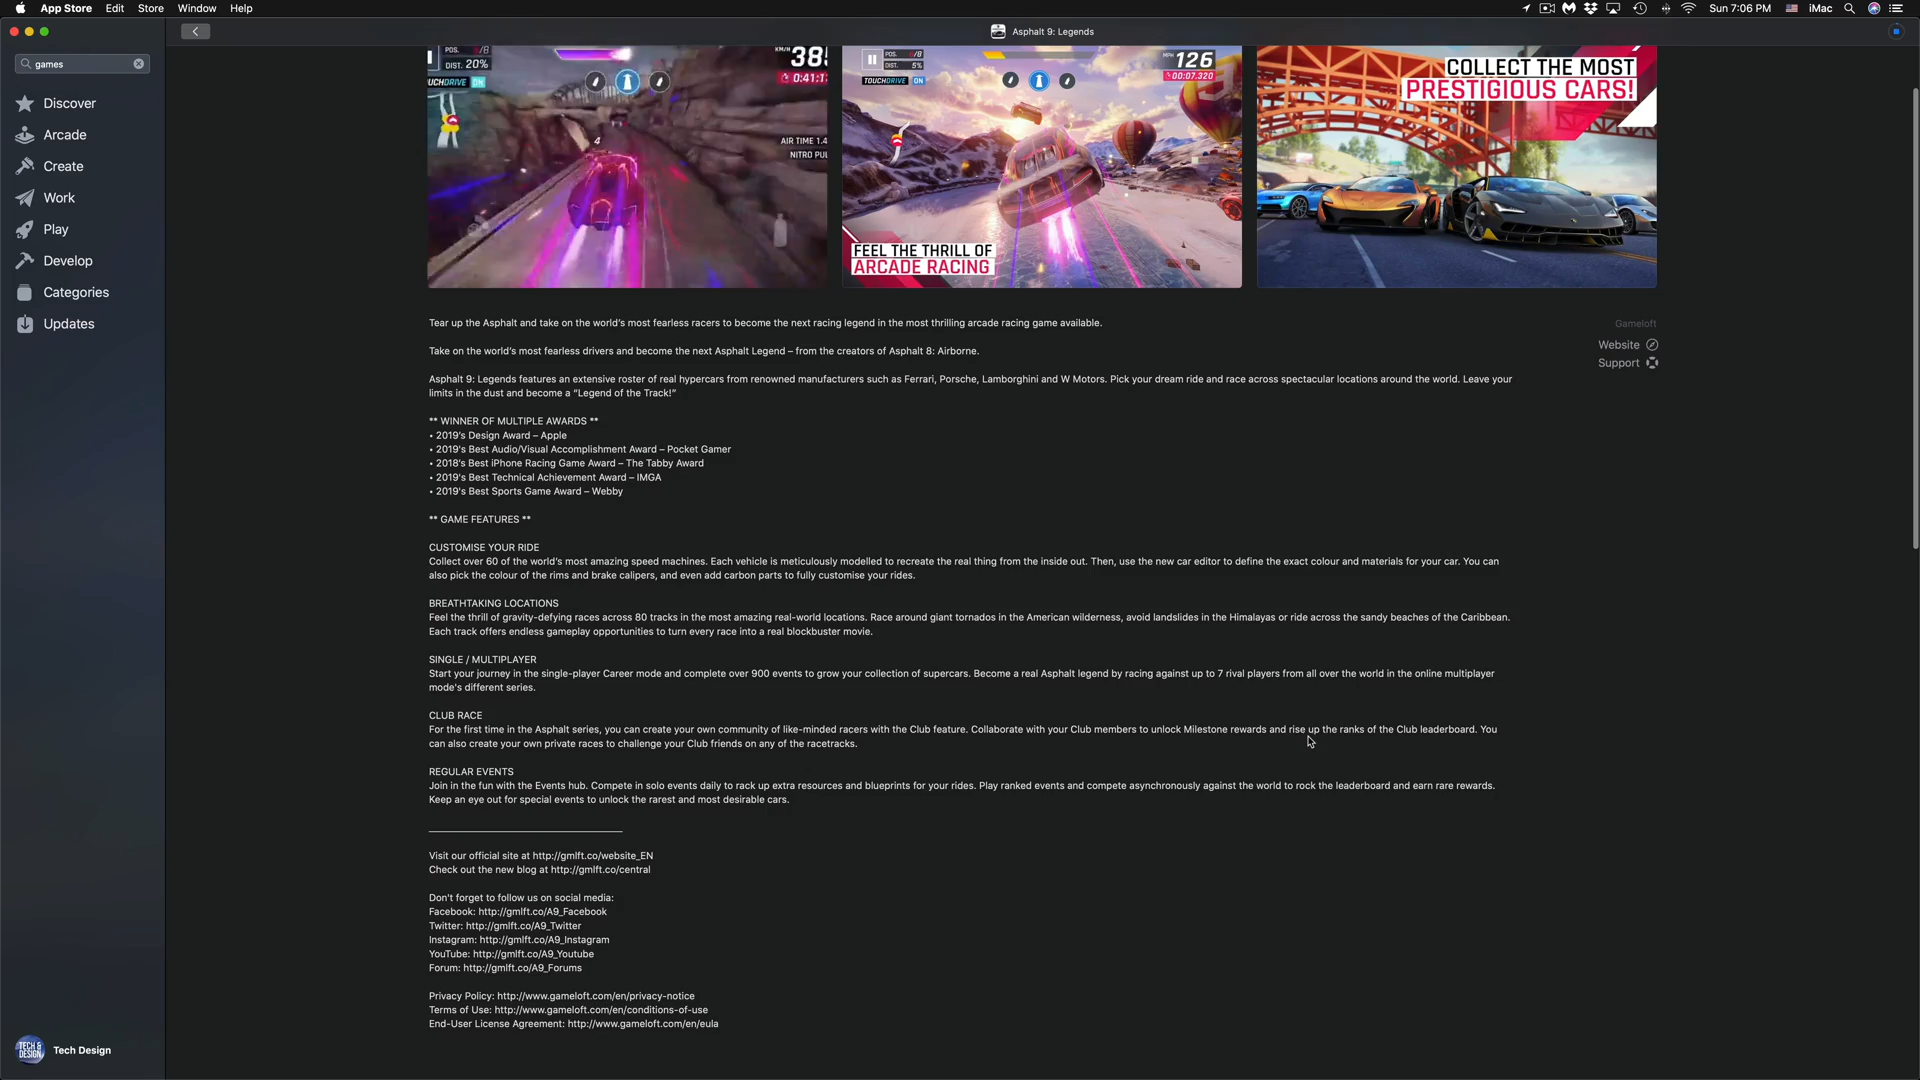 App Store Edit Store Window Help
Sun 7:06 PM iMac
Asphalt 9: Legends
games
Discover
Arcade
Create
Work
Play
Develop
Categories
Updates
Tech Design
TECH &
DESIGN
POS. /8
DIST. 20%
TOUCHDRIVE ON
KM/H 385
0:41:1
4
AIR TIME 1.4
NITRO PUL
POS. /8
DIST. 5%
TOUCHDRIVE ON
MPH 126
00:07.320
FEEL THE THRILL OF
ARCADE RACING
COLLECT THE MOST
PRESTIGIOUS CARS!
Tear up the Asphalt and take on the world’s most fearless racers to become the next racing legend in the most thrilling arcade racing game available.
Take on the world’s most fearless drivers and become the next Asphalt Legend – from the creators of Asphalt 8: Airborne.
Asphalt 9: Legends features an extensive roster of real hypercars from renowned manufacturers such as Ferrari, Porsche, Lamborghini and W Motors. Pick your dream ride and race across spectacular locations around the world. Leave your
limits in the dust and become a “Legend of the Track!”
** WINNER OF MULTIPLE AWARDS **
• 2019’s Design Award – Apple
• 2019's Best Audio/Visual Accomplishment Award – Pocket Gamer
• 2018's Best iPhone Racing Game Award – The Tabby Award
• 2019's Best Technical Achievement Award – IMGA
• 2019's Best Sports Game Award – Webby
** GAME FEATURES **
CUSTOMISE YOUR RIDE
Collect over 60 of the world’s most amazing speed machines. Each vehicle is meticulously modelled to recreate the real thing from the inside out. Then, use the new car editor to define the exact colour and materials for your car. You can
also pick the colour of the rims and brake calipers, and even add carbon parts to fully customise your rides.
BREATHTAKING LOCATIONS
Feel the thrill of gravity-defying races across 80 tracks in the most amazing real-world locations. Race around giant tornados in the American wilderness, avoid landslides in the Himalayas or ride across the sandy beaches of the Caribbean.
Each track offers endless gameplay opportunities to turn every race into a real blockbuster movie.
SINGLE / MULTIPLAYER
Start your journey in the single-player Career mode and complete over 900 events to grow your collection of supercars. Become a real Asphalt legend by racing against up to 7 rival players from all over the world in the online multiplayer
mode's different series.
CLUB RACE
For the first time in the Asphalt series, you can create your own community of like-minded racers with the Club feature. Collaborate with your Club members to unlock Milestone rewards and rise up the ranks of the Club leaderboard. You
can also create your own private races to challenge your Club friends on any of the racetracks.
REGULAR EVENTS
Join in the fun with the Events hub. Compete in solo events daily to rack up extra resources and blueprints for your rides. Play ranked events and compete asynchronously against the world to rock the leaderboard and earn rare rewards.
Keep an eye out for special events to unlock the rarest and most desirable cars.
Visit our official site at http://gmlft.co/website_EN
Check out the new blog at http://gmlft.co/central
Don't forget to follow us on social media:
Facebook: http://gmlft.co/A9_Facebook
Twitter: http://gmlft.co/A9_Twitter
Instagram: http://gmlft.co/A9_Instagram
YouTube: http://gmlft.co/A9_Youtube
Forum: http://gmlft.co/A9_Forums
Privacy Policy: http://www.gameloft.com/en/privacy-notice
Terms of Use: http://www.gameloft.com/en/conditions-of-use
End-User License Agreement: http://www.gameloft.com/en/eula
Gameloft
Website
Support